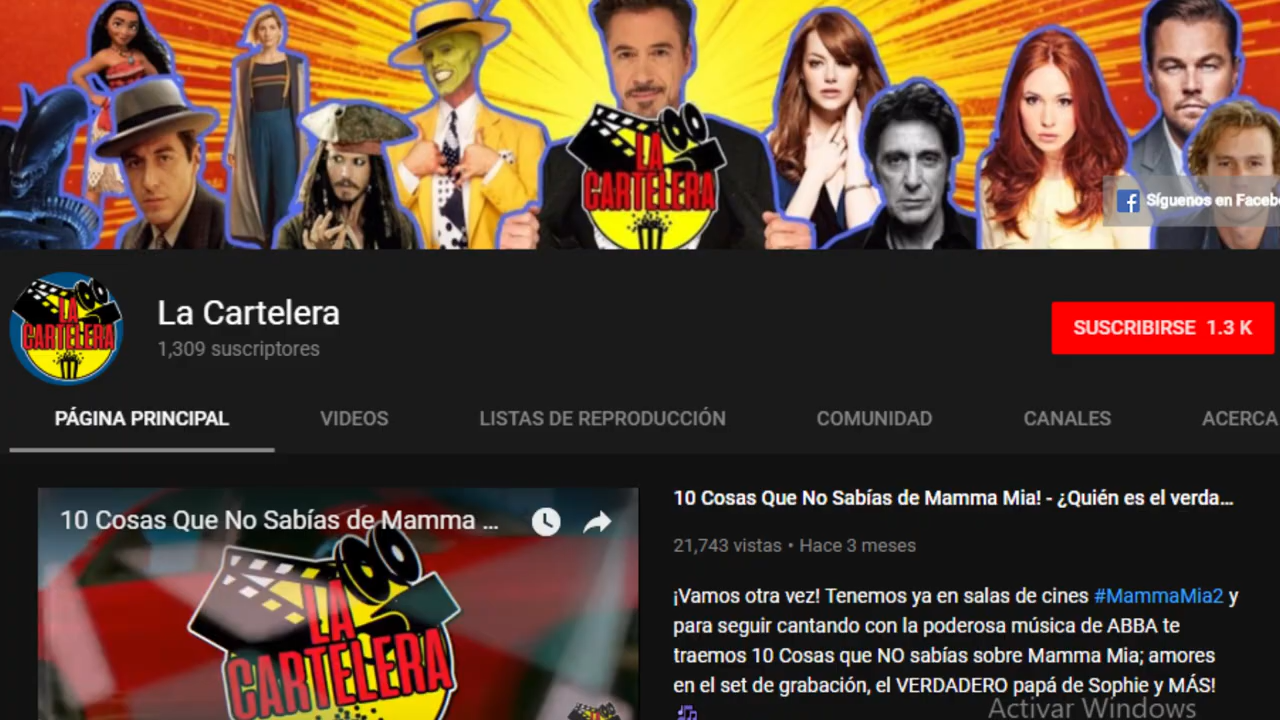 LA
CARTELERA
Síguenos en Faceb
LA
CARTELERA
La Cartelera
1,309 suscriptores
SUSCRIBIRSE 1.3 K
PÁGINA PRINCIPAL
VIDEOS
LISTAS DE REPRODUCCIÓN
COMUNIDAD
CANALES
ACERCA
10 Cosas Que No Sabías de Mamma ...
LA
CARTELERA
10 Cosas Que No Sabías de Mamma Mia! - ¿Quién es el verda...
21,743 vistas • Hace 3 meses
¡Vamos otra vez! Tenemos ya en salas de cines #MammaMia2 y
para seguir cantando con la poderosa música de ABBA te
traemos 10 Cosas que NO sabías sobre Mamma Mia; amores
en el set de grabación, el VERDADERO papá de Sophie y MÁS!
Activar Windows